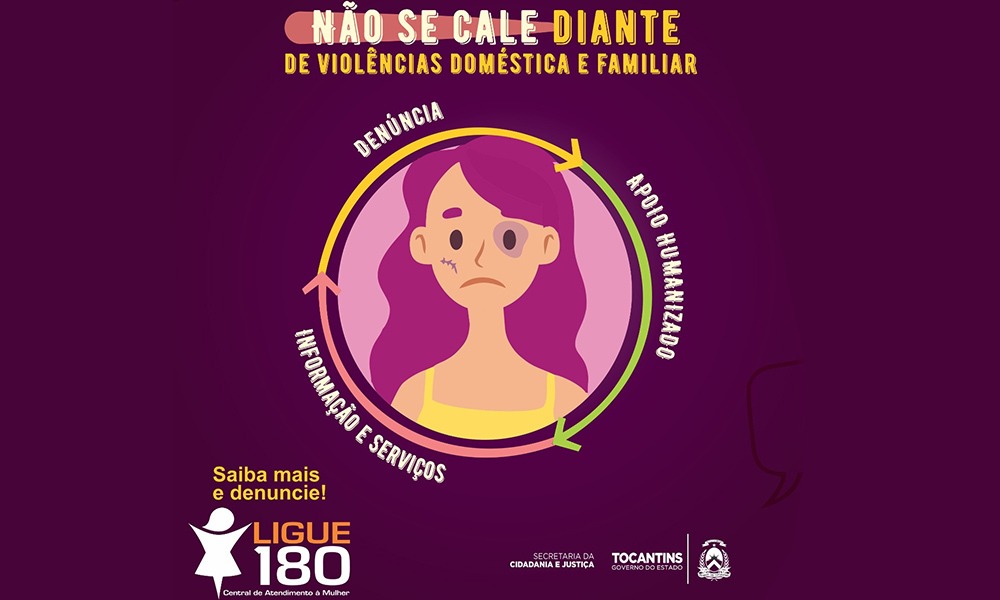 NÃO SE CALE DIANTE
DE VIOLÊNCIAS DOMÉSTICA E FAMILIAR
DENÚNCIA
APOIO HUMANIZADO
INFORMAÇÃO E SERVIÇOS
Saiba mais
e denuncie!
LIGUE
180
Central de Atendimento à Mulher
SECRETARIA DA
CIDADANIA E JUSTIÇA
TOCANTINS
GOVERNO DO ESTADO